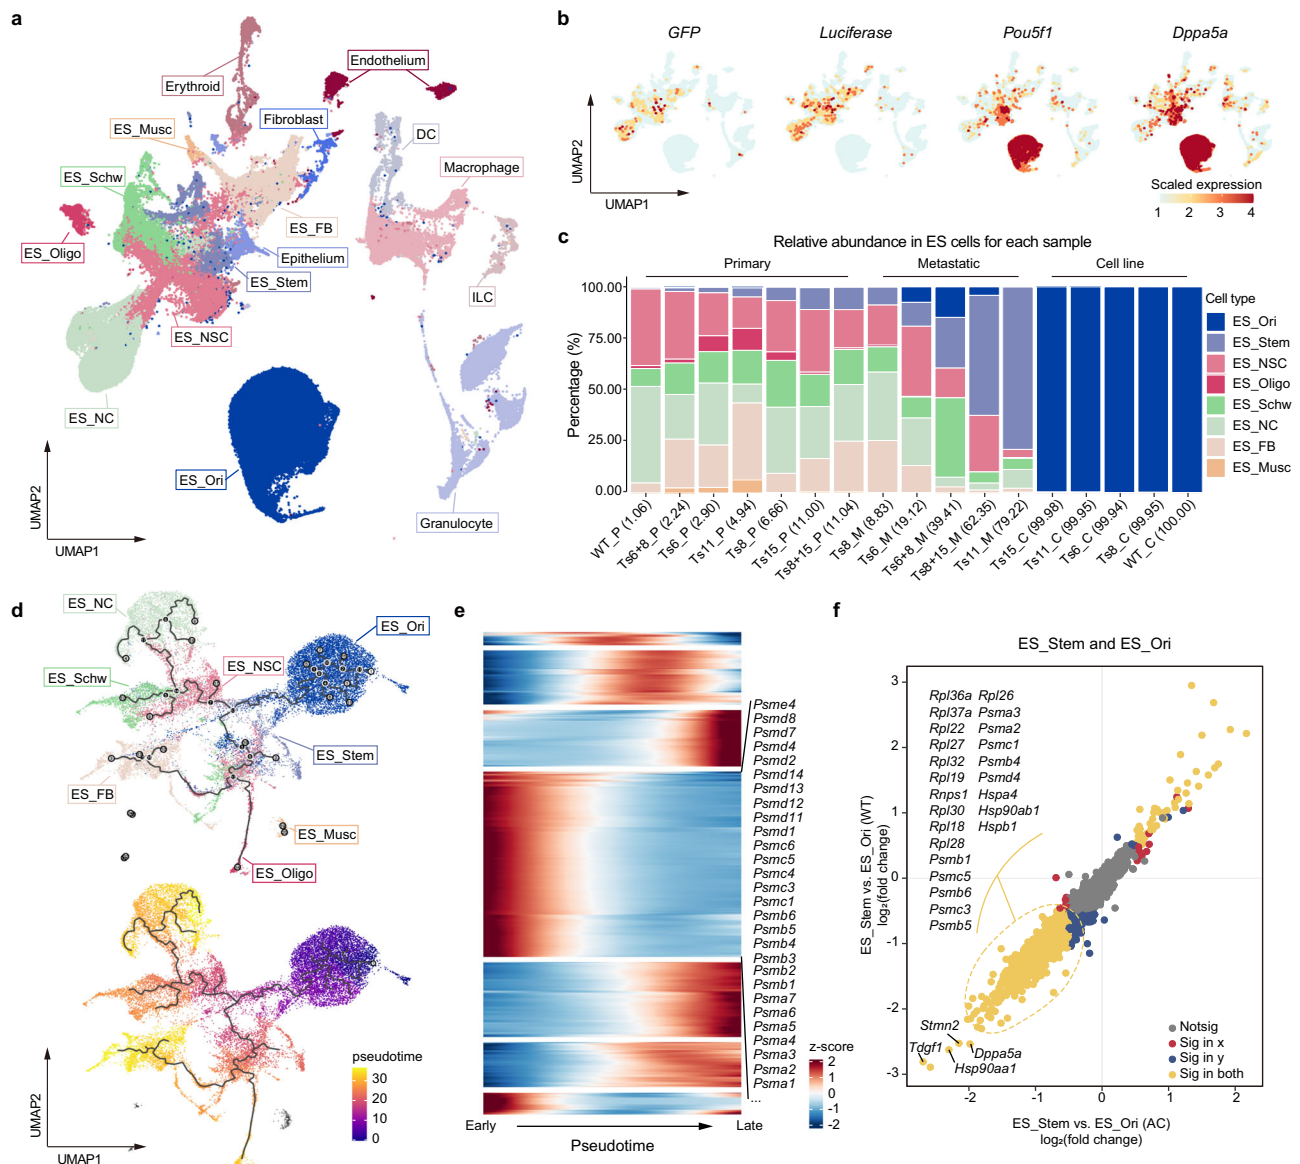 a
Erythroid
Endothelium
ES_Musc
Fibroblast
DC
ES_Schw
Macrophage
ES_FB
ES_Oligo
Epithelium
ES_Stem
ILC
ES_NSC
ES_NC
ES_Ori
Granulocyte
UMAP2
UMAP1
b
GFP
Luciferase
Pou5f1
Dppa5a
UMAP2
UMAP1
Scaled expression
1 2 3 4
c
Relative abundance in ES cells for each sample
Primary
Metastatic
Cell line
Percentage (%)
100.00
75.00
50.00
25.00
0.00
WT_P (1.06)
Ts6+8_P (2.24)
Ts6_P (2.90)
Ts11_P (4.94)
Ts8_P (6.66)
Ts15_P (11.00)
Ts8+15_P (11.04)
Ts8_M (8.83)
Ts6_M (19.12)
Ts6+8_M (39.41)
Ts8+15_M (62.35)
Ts11_M (79.22)
Ts15_C (99.98)
Ts11_C (99.95)
Ts6_C (99.94)
Ts8_C (99.95)
WT_C (100.00)
Cell type
ES_Ori
ES_Stem
ES_NSC
ES_Oligo
ES_Schw
ES_NC
ES_FB
ES_Musc
d
ES_NC
ES_Ori
ES_NSC
ES_Schw
ES_Stem
ES_FB
ES_Musc
ES_Oligo
pseudotime
30
20
10
0
UMAP2
UMAP1
e
Psme4
Psmd8
Psmd7
Psmd4
Psmd2
Psmd14
Psmd13
Psmd12
Psmd11
Psmd1
Psmc6
Psmc5
Psmc4
Psmc3
Psmc1
Psmb6
Psmb5
Psmb4
Psmb3
Psmb2
Psmb1
Psma7
Psma6
Psma5
Psma4
Psma3
Psma2
Psma1
...
z-score
2
1
0
-1
-2
Early
Late
Pseudotime
f
ES_Stem and ES_Ori
Rpl36a Rpl26
Rpl37a Psma3
Rpl22 Psma2
Rpl27 Psmc1
Rpl32 Psmb4
Rpl19 Psmd4
Rnps1 Hspa4
Rpl30 Hsp90ab1
Rpl18 Hspb1
Rpl28
Psmb1
Psmc5
Psmb6
Psmc3
Psmb5
Stmn2
Tdgf1
Dppa5a
Hsp90aa1
Notsig
Sig in x
Sig in y
Sig in both
3
2
1
0
-1
-2
-3
-2 -1 0 1 2
ES_Stem vs. ES_Ori (WT)
log₂(fold change)
ES_Stem vs. ES_Ori (AC)
log₂(fold change)